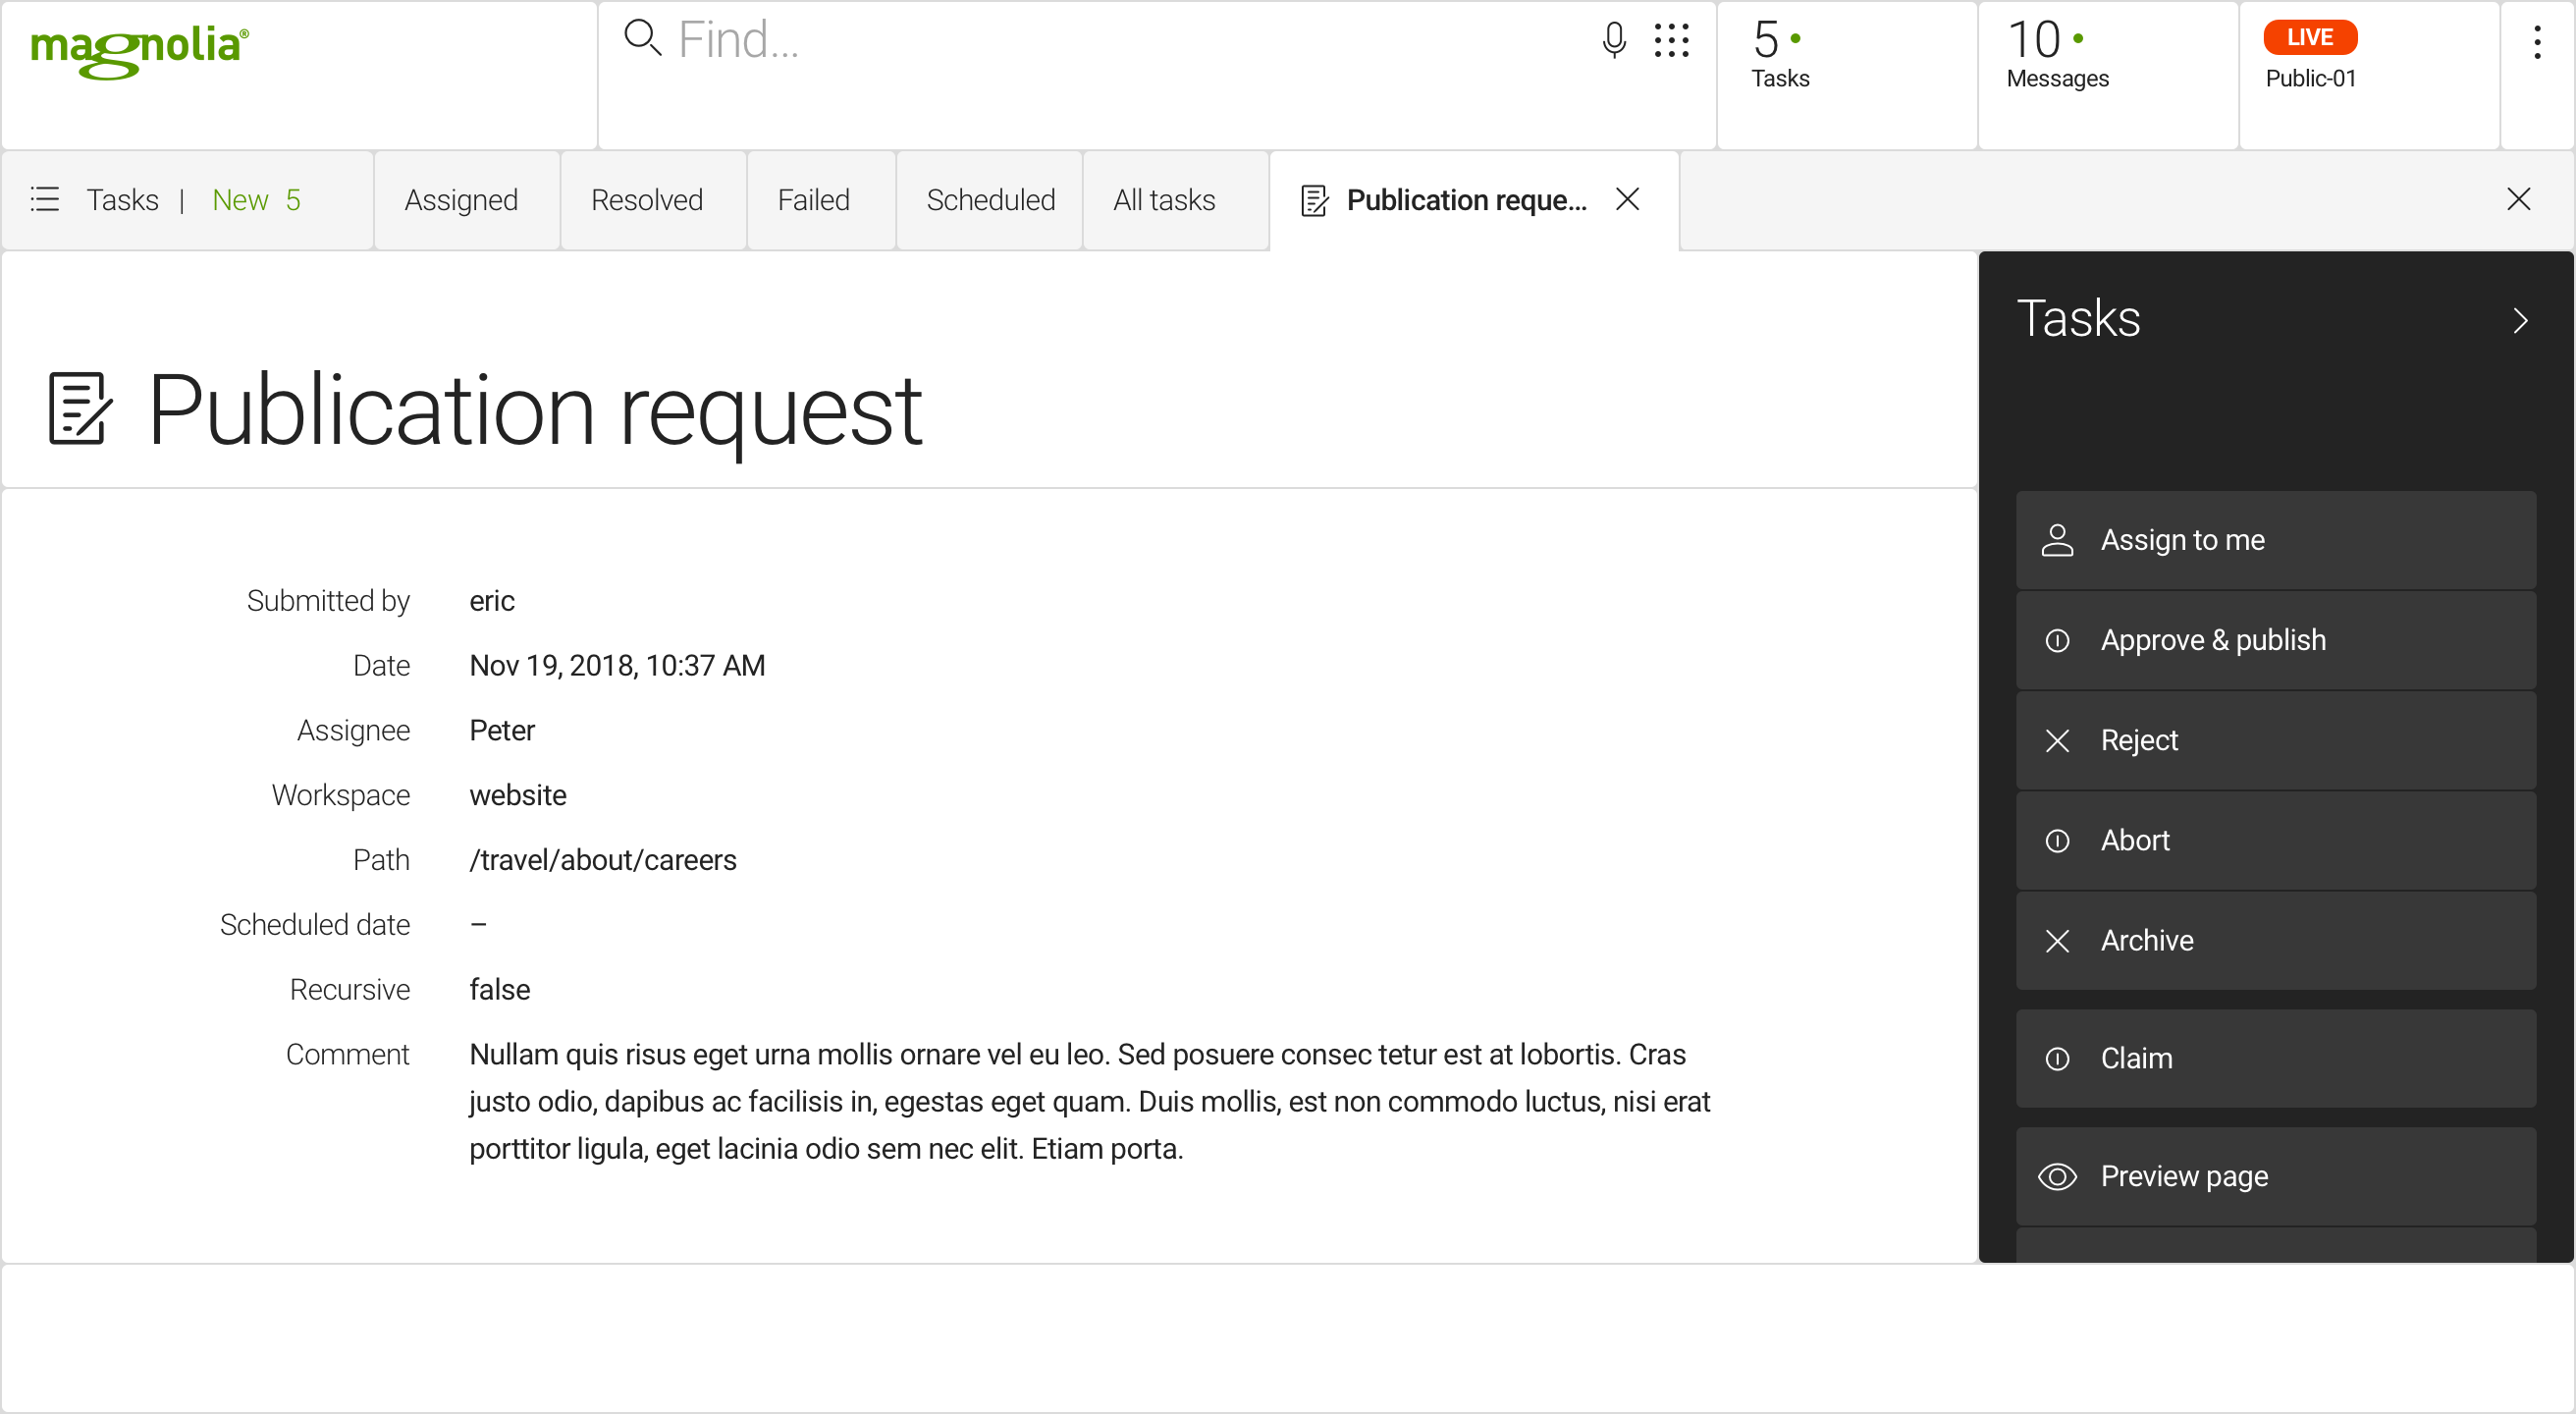 magnolia®
Find...
5
Tasks
10
Messages
LIVE
Public-01
Tasks | New 5
Assigned
Resolved
Failed
Scheduled
All tasks
Publication reque...
Publication request
Submitted by eric
Date Nov 19, 2018, 10:37 AM
Assignee Peter
Workspace website
Path /travel/about/careers
Scheduled date –
Recursive false
Comment Nullam quis risus eget urna mollis ornare vel eu leo. Sed posuere consec tetur est at lobortis. Cras
justo odio, dapibus ac facilisis in, egestas eget quam. Duis mollis, est non commodo luctus, nisi erat
porttitor ligula, eget lacinia odio sem nec elit. Etiam porta.
Tasks
Assign to me
Approve & publish
Reject
Abort
Archive
Claim
Preview page